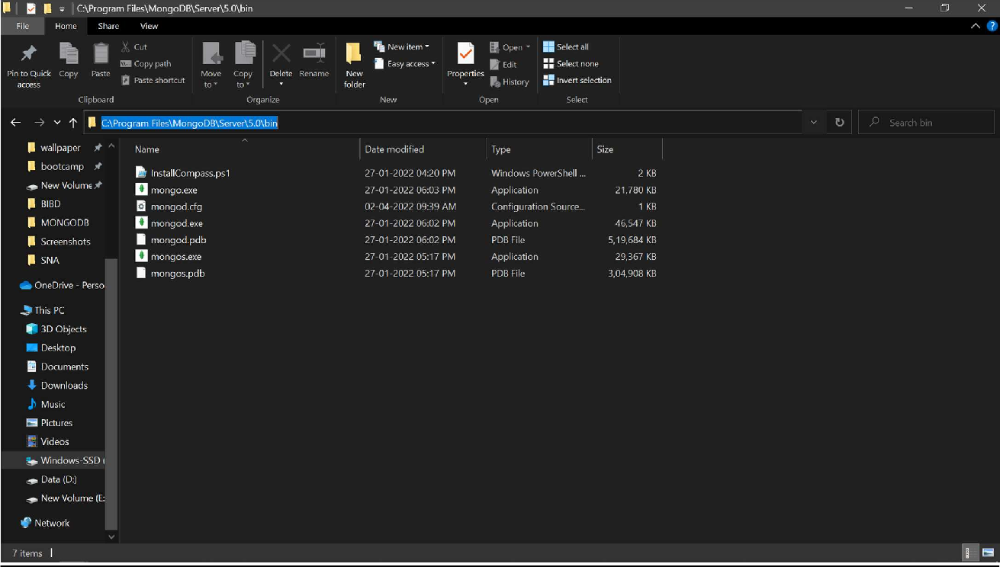 C:\Program Files\MongoDB\Server\5.0\bin
File Home Share View
Pin to Quick access
Copy
Paste
Cut
Copy path
Paste shortcut
Clipboard
Move to
Copy to
Delete
Rename
Organize
New folder
New item
Easy access
New
Properties
Open
Edit
History
Open
Select all
Select none
Invert selection
Select
C:\Program Files\MongoDB\Server\5.0\bin
Search bin
wallpaper
bootcamp
New Volume
BIBD
MONGODB
Screenshots
SNA
OneDrive - Perso
This PC
3D Objects
Desktop
Documents
Downloads
Music
Pictures
Videos
Windows-SSD (
Data (D:)
New Volume (E:
Network
Name Date modified Type Size
InstallCompass.ps1 27-01-2022 04:20 PM Windows PowerShell ... 2 KB
mongo.exe 27-01-2022 06:03 PM Application 21,780 KB
mongod.cfg 02-04-2022 09:39 AM Configuration Source... 1 KB
mongod.exe 27-01-2022 06:02 PM Application 46,547 KB
mongod.pdb 27-01-2022 06:02 PM PDB File 5,19,684 KB
mongos.exe 27-01-2022 05:17 PM Application 29,367 KB
mongos.pdb 27-01-2022 05:17 PM PDB File 3,04,908 KB
7 items